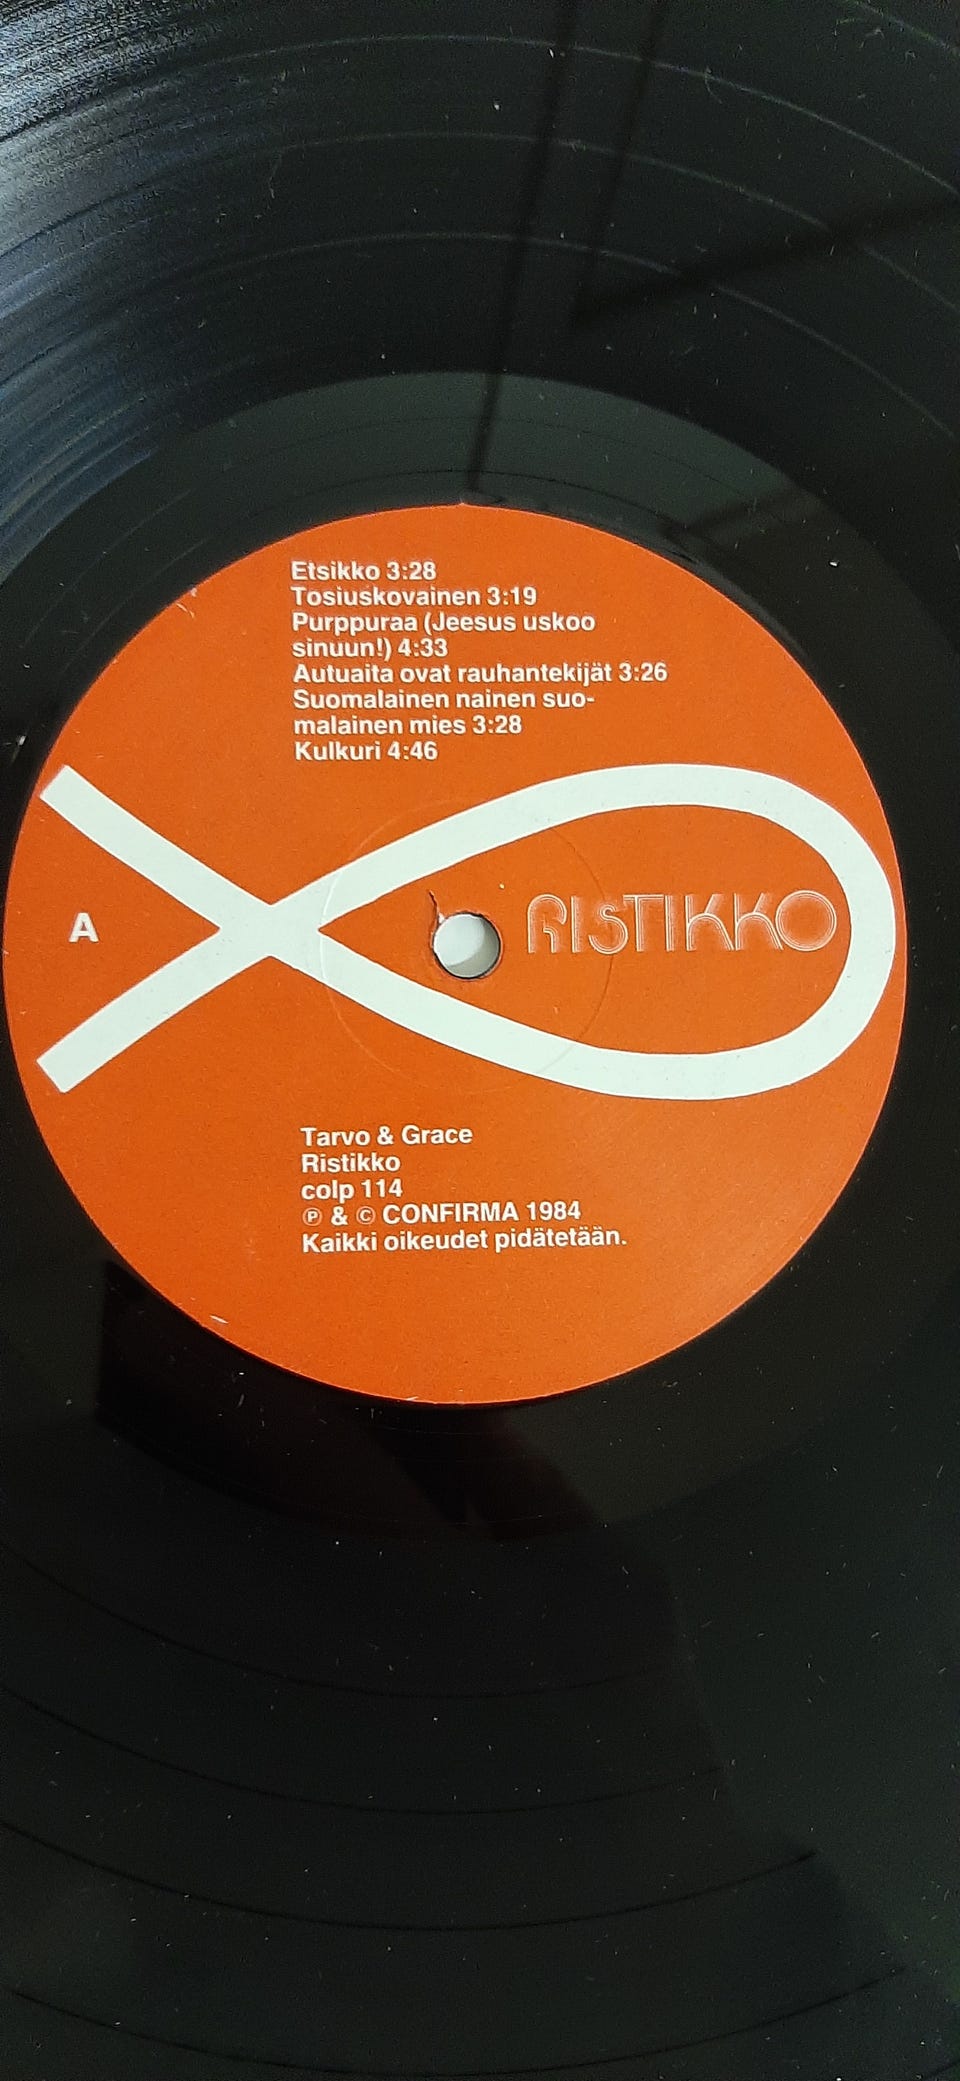 Etsikko 3:28
Tosiuskovainen 3:19
Purppuraa (Jeesus uskoo
sinuun!) 4:33
Autuaita ovat rauhantekijät 3:26
Suomalainen nainen suo-
malainen mies 3:28
Kulkuri 4:46
A
RISTIKKO
Tarvo & Grace
Ristikko
colp 114
Ⓟ & © CONFIRMA 1984
Kaikki oikeudet pidätetään.